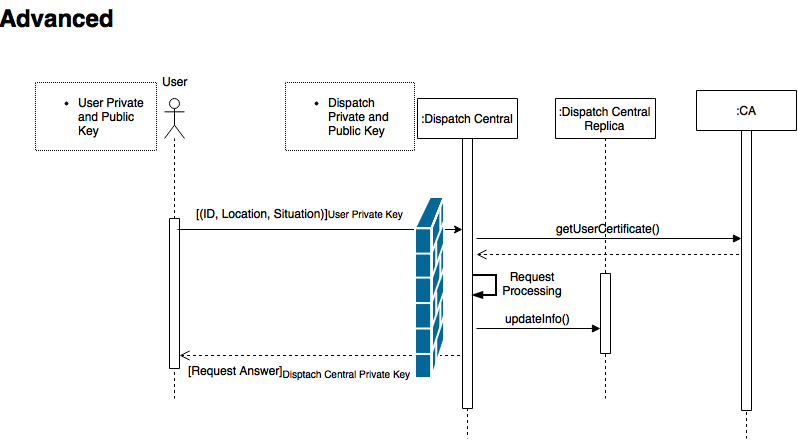 Advanced
User
• User Private
and Public
Key
• Dispatch
Private and
Public Key
:Dispatch Central
:Dispatch Central
Replica
:CA
[(ID, Location, Situation)]User Private Key
getUserCertificate()
Request
Processing
updateInfo()
[Request Answer]Disptach Central Private Key